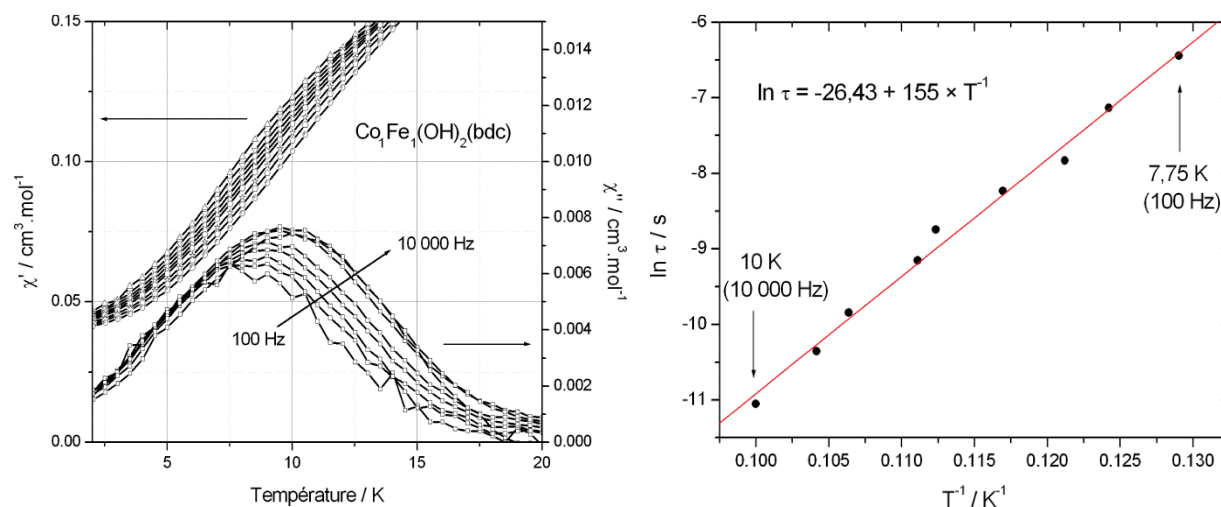 0.15
0.10
0.05
0.00
χ' / cm³.mol⁻¹
Co₁Fe₁(OH)₂(bdc)
10 000 Hz
100 Hz
5
10
15
20
Température / K
0.014
0.012
0.010
0.008
0.006
0.004
0.002
0.000
χ'' / cm³.mol⁻¹
-6
-7
-8
-9
-10
-11
ln τ / s
ln τ = -26,43 + 155 × T⁻¹
7,75 K
(100 Hz)
10 K
(10 000 Hz)
0.100
0.105
0.110
0.115
0.120
0.125
0.130
T⁻¹ / K⁻¹